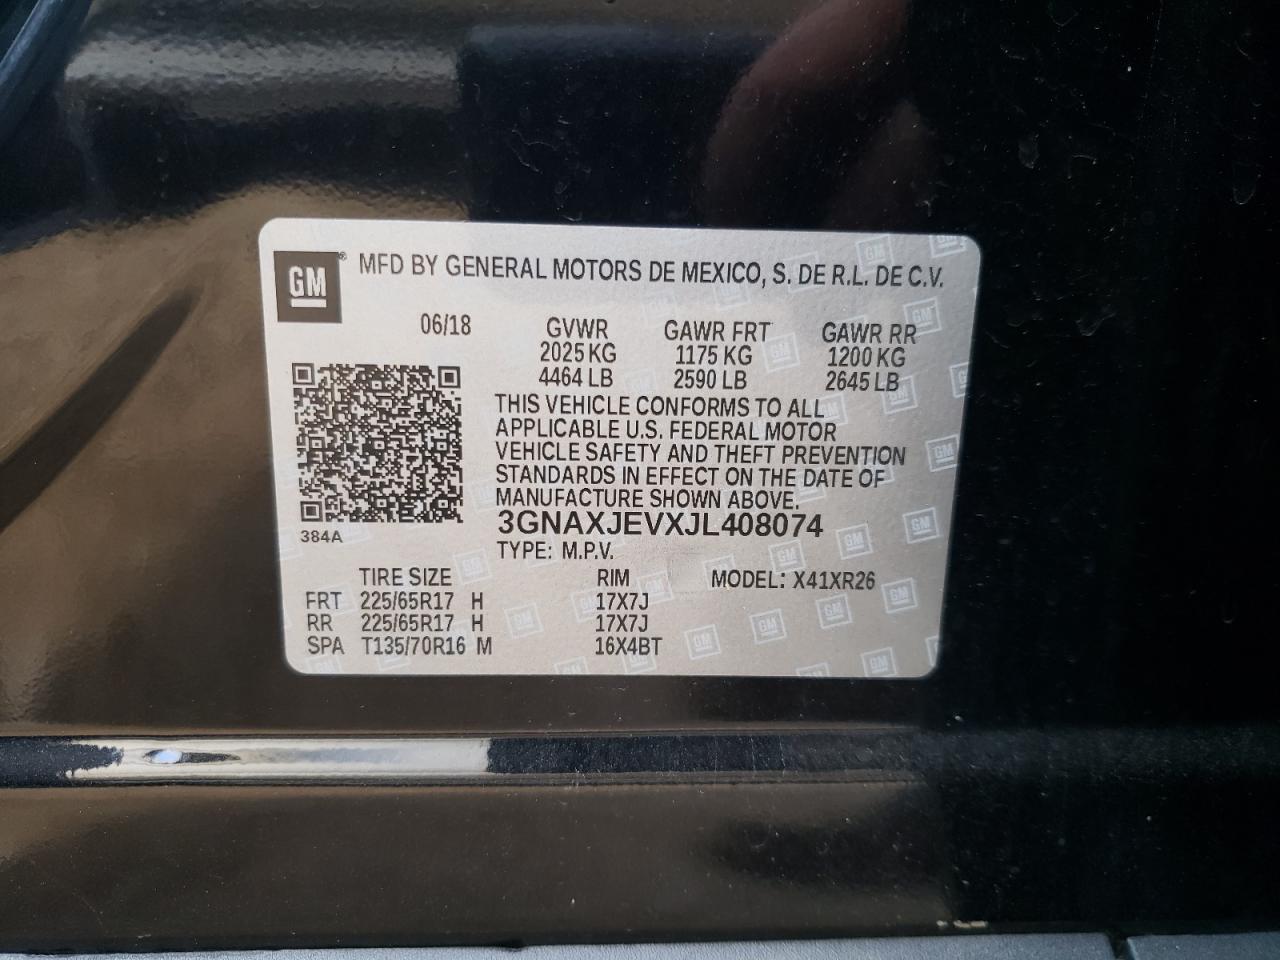 GM ® MFD BY GENERAL MOTORS DE MEXICO, S. DE R.L. DE C.V.
06/18 GVWR GAWR FRT GAWR RR
2025 KG 1175 KG 1200 KG
4464 LB 2590 LB 2645 LB
THIS VEHICLE CONFORMS TO ALL
APPLICABLE U.S. FEDERAL MOTOR
VEHICLE SAFETY AND THEFT PREVENTION
STANDARDS IN EFFECT ON THE DATE OF
MANUFACTURE SHOWN ABOVE.
3GNAXJEVXJL408074
384A
TYPE: M.P.V.
TIRE SIZE RIM MODEL: X41XR26
FRT 225/65R17 H 17X7J
RR 225/65R17 H 17X7J
SPA T135/70R16 M 16X4BT